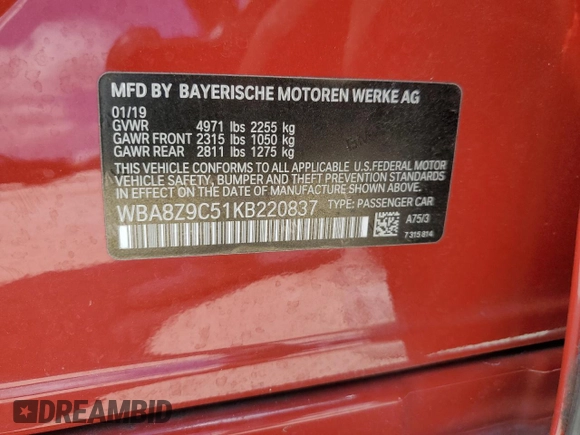 MFD BY BAYERISCHE MOTOREN WERKE AG
01/19
GVWR 4971 lbs 2255 kg
GAWR FRONT 2315 lbs 1050 kg
GAWR REAR 2811 lbs 1275 kg
THIS VEHICLE CONFORMS TO ALL APPLICABLE U.S.FEDERAL MOTOR
VEHICLE SAFETY, BUMPER, AND THEFT PREVENTION STANDARDS
IN EFFECT ON THE DATE OF MANUFACTURE SHOWN ABOVE.
WBA8Z9C51KB220837 TYPE: PASSENGER CAR
A75/3
7 315 814
DREAMBID